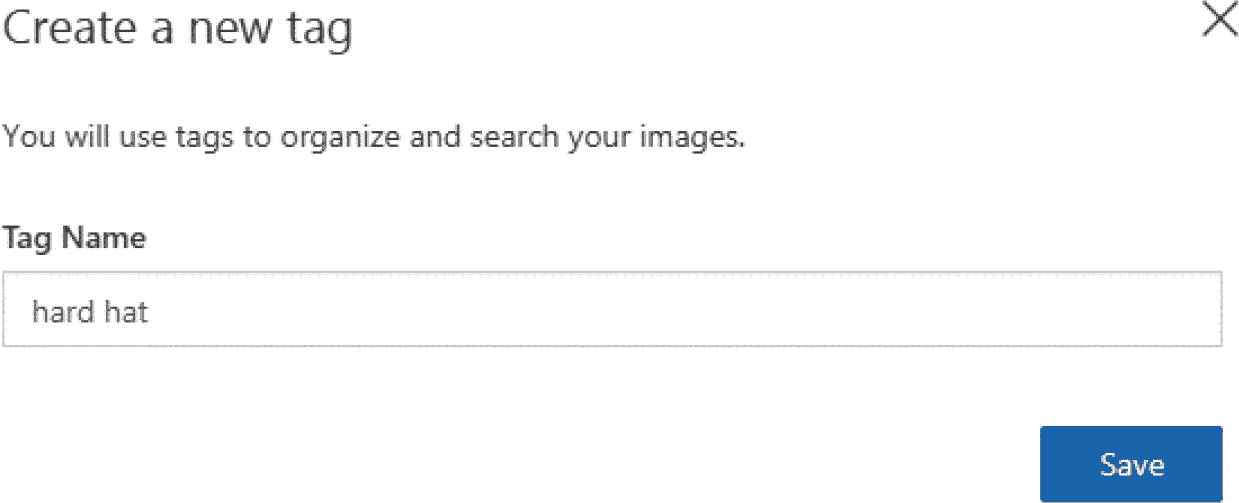 Create a new tag
You will use tags to organize and search your images.
Tag Name
hard hat
Save